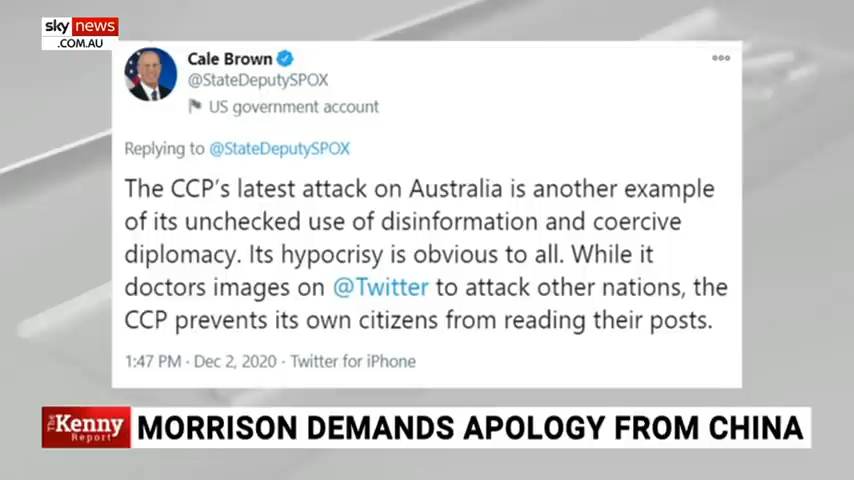 sky news
.COM.AU
Cale Brown
@StateDeputySPOX
US government account
Replying to @StateDeputySPOX
The CCP's latest attack on Australia is another example
of its unchecked use of disinformation and coercive
diplomacy. Its hypocrisy is obvious to all. While it
doctors images on @Twitter to attack other nations, the
CCP prevents its own citizens from reading their posts.
1:47 PM · Dec 2, 2020 · Twitter for iPhone
The Kenny Report
MORRISON DEMANDS APOLOGY FROM CHINA